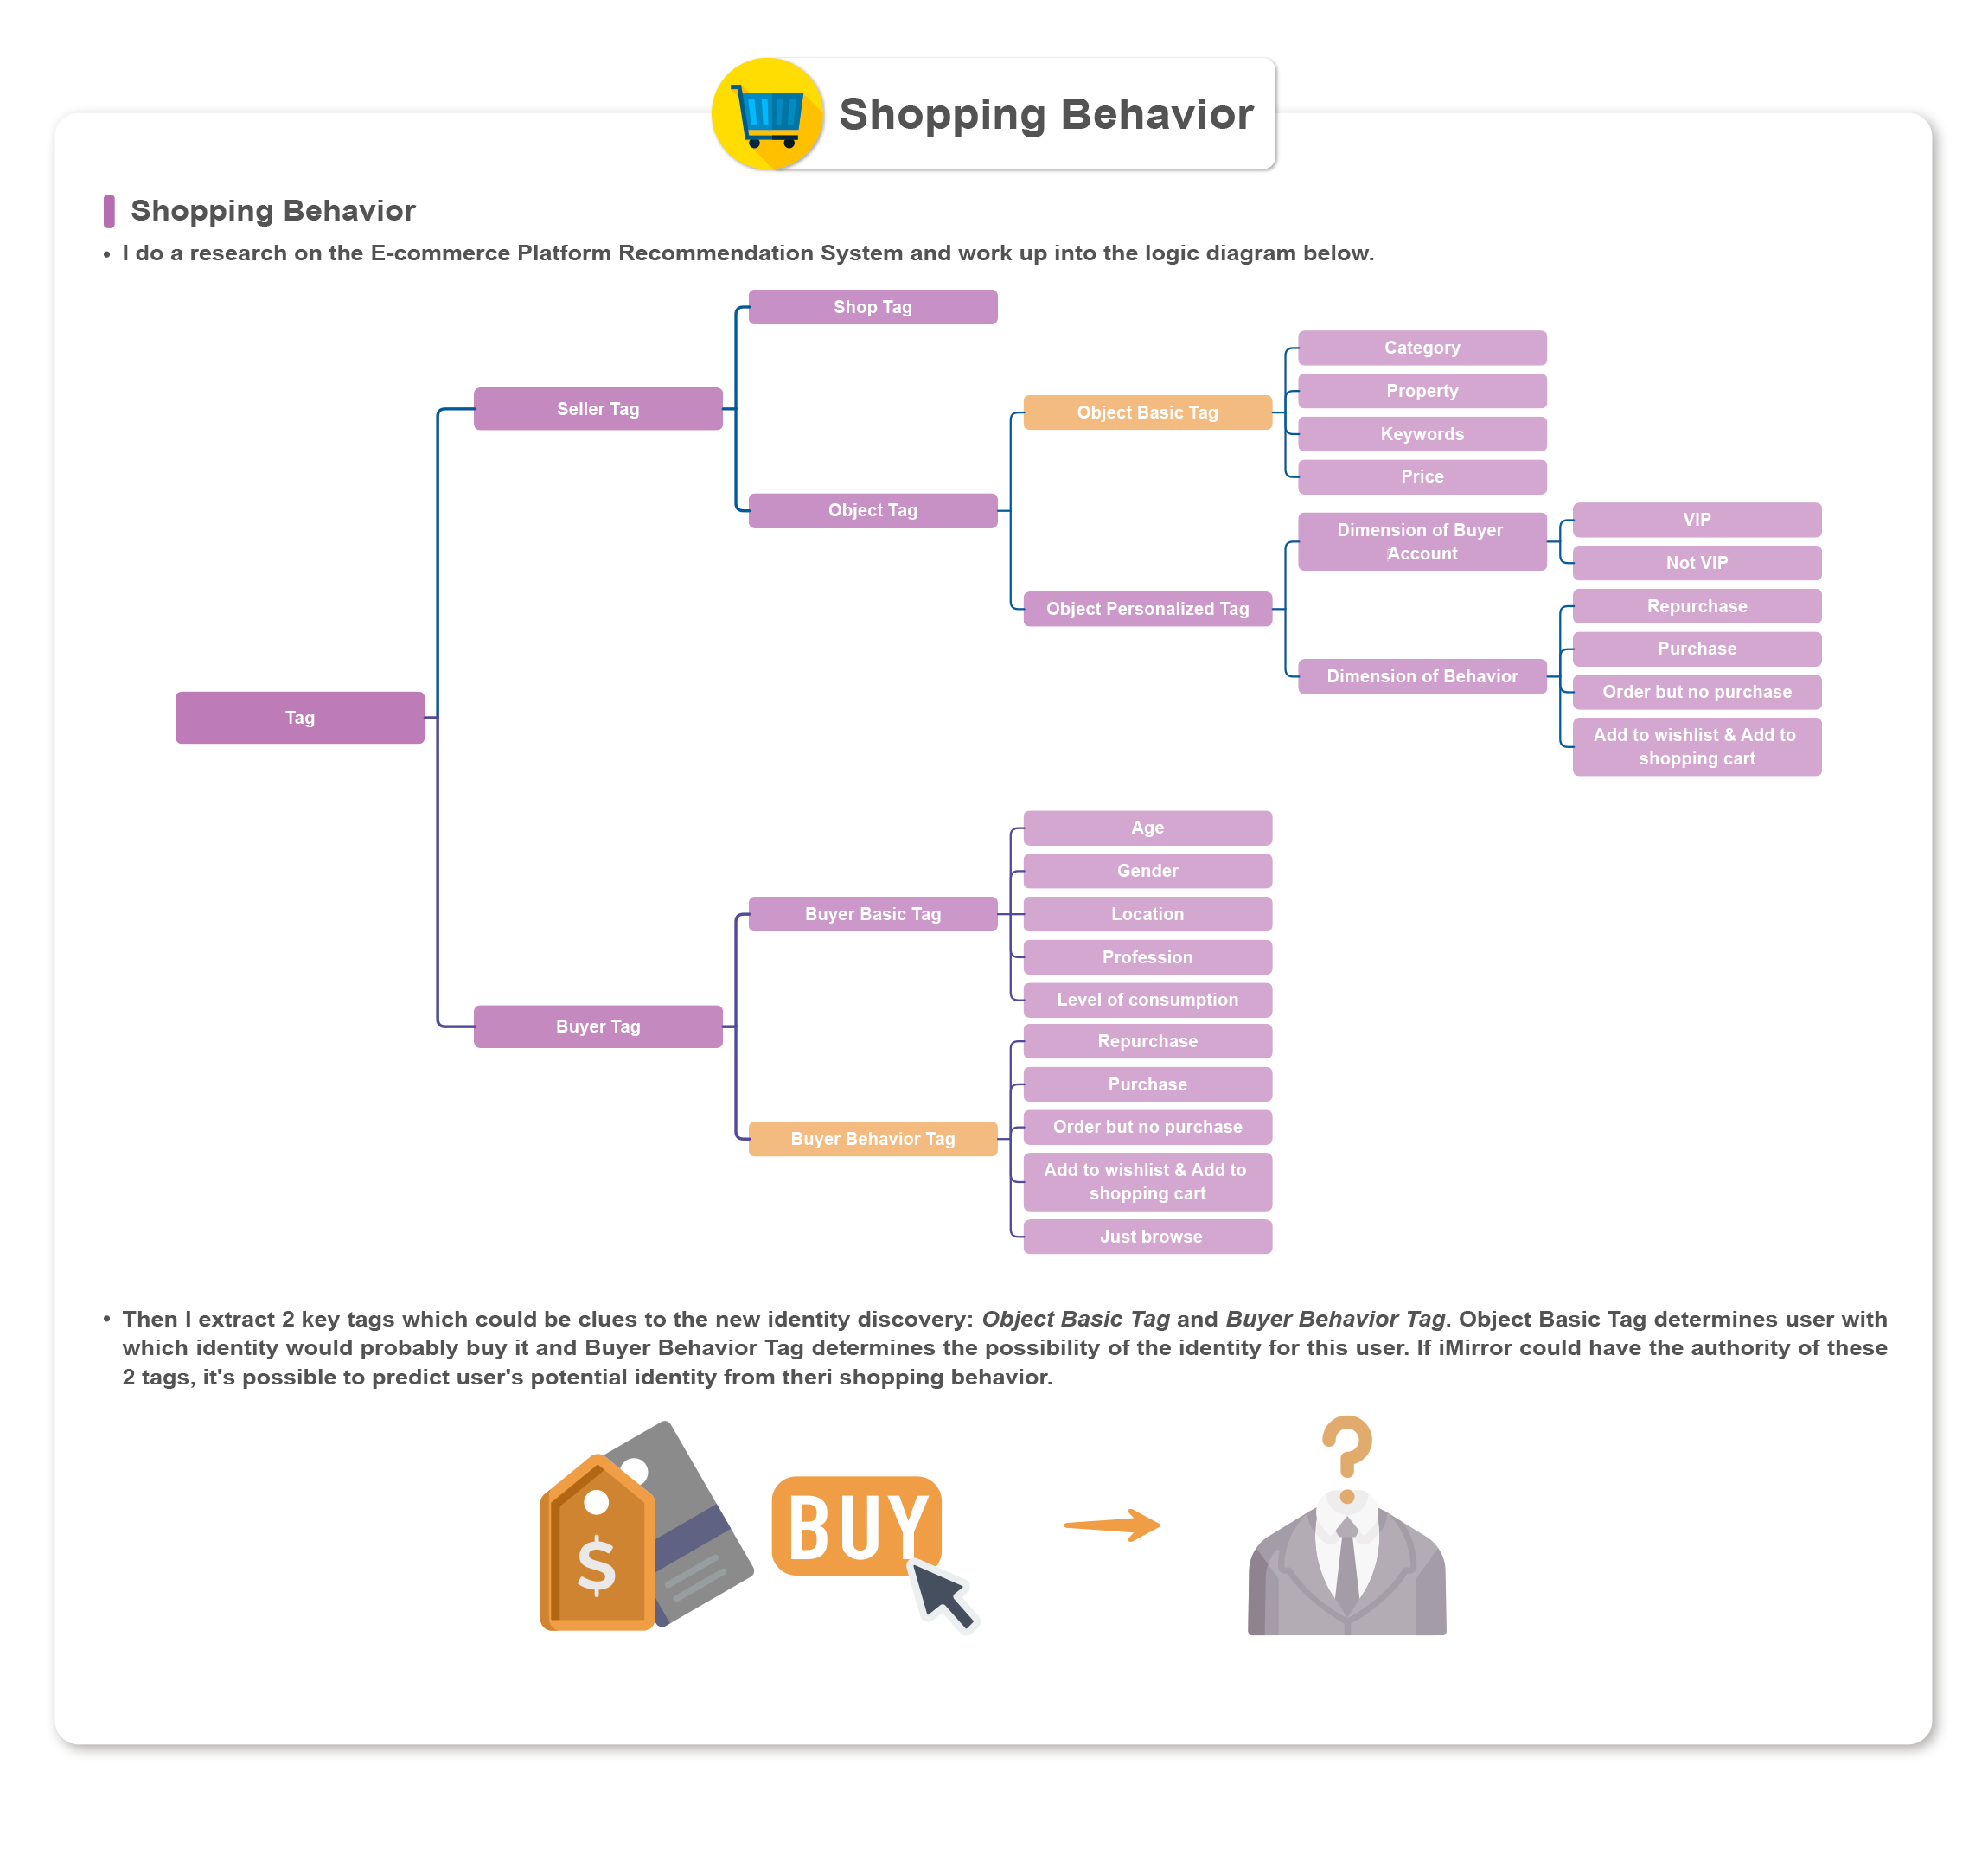 Shopping Behavior
Shopping Behavior
• I do a research on the E-commerce Platform Recommendation System and work up into the logic diagram below.
Shop Tag
Category
Property
Seller Tag
Object Basic Tag
Keywords
Price
Object Tag
VIP
Dimension of Buyer
Account
Not VIP
Repurchase
Object Personalized Tag
Purchase
Dimension of Behavior
Order but no purchase
Tag
Add to wishlist & Add to
shopping cart
Age
Gender
Buyer Basic Tag
Location
Profession
Level of consumption
Buyer Tag
Repurchase
Purchase
Order but no purchase
Buyer Behavior Tag
Add to wishlist & Add to
shopping cart
Just browse
• Then I extract 2 key tags which could be clues to the new identity discovery: Object Basic Tag and Buyer Behavior Tag. Object Basic Tag determines user with
which identity would probably buy it and Buyer Behavior Tag determines the possibility of the identity for this user. If iMirror could have the authority of these
2 tags, it's possible to predict user's potential identity from theri shopping behavior.
$
BUY
?